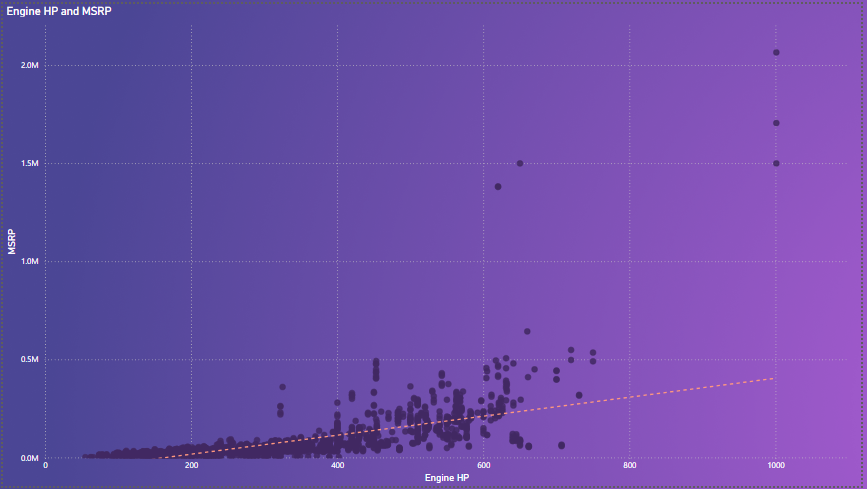 Engine HP and MSRP
2.0M
1.5M
1.0M
0.5M
0.0M
MSRP
0 200 400 600 800 1000
Engine HP